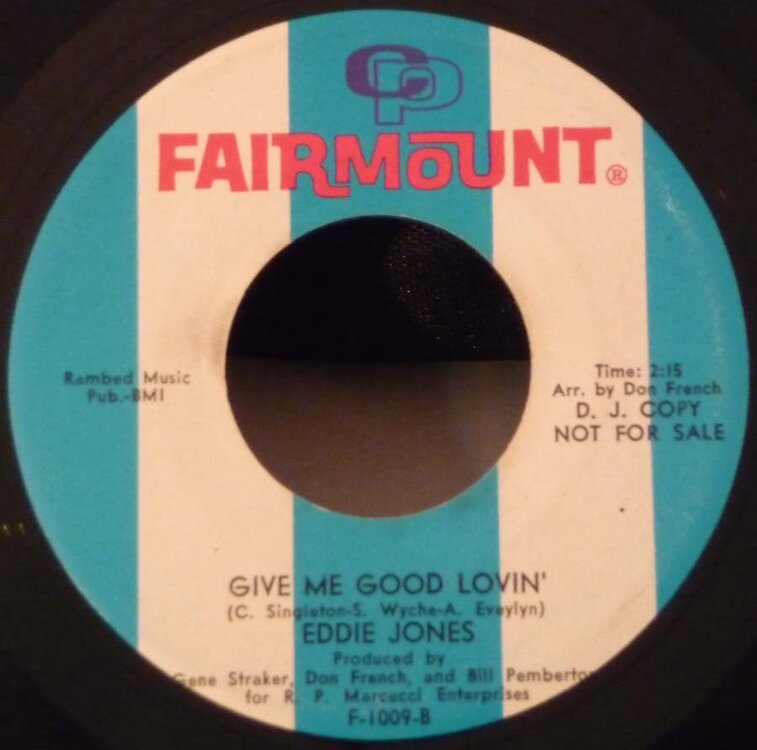 CP
FAIRMOUNT®
Rambed Music
Pub.-BMI
Time: 2:15
Arr. by Don French
D. J. COPY
NOT FOR SALE
GIVE ME GOOD LOVIN'
(C. Singleton-S. Wyche-A. Eveylyn)
EDDIE JONES
Produced by
Gene Straker, Don French, and Bill Pemberton
for R. P. Marcucci Enterprises
F-1009-B